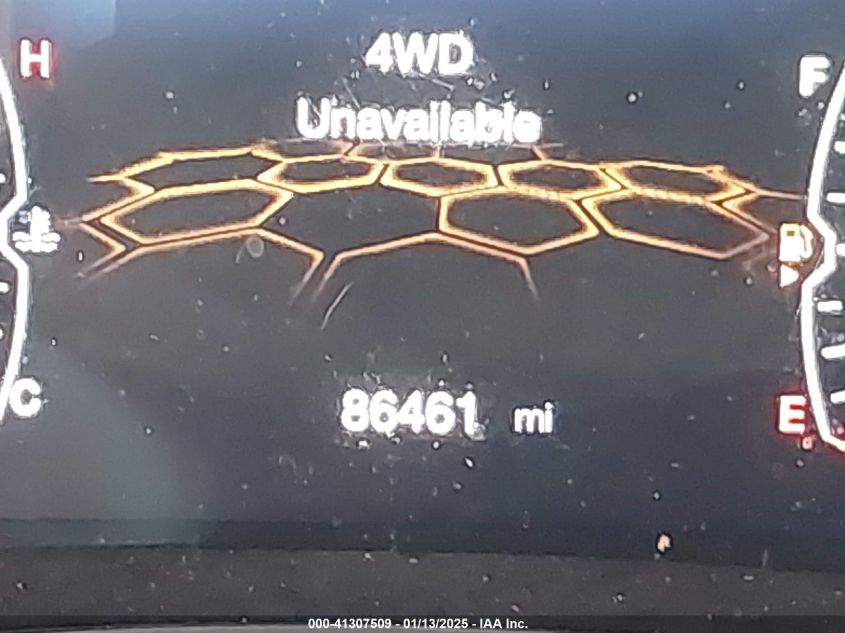 H
4WD
F
Unavailable
C
86461 mi
E
000-41307509 - 01/13/2025 - IAA Inc.